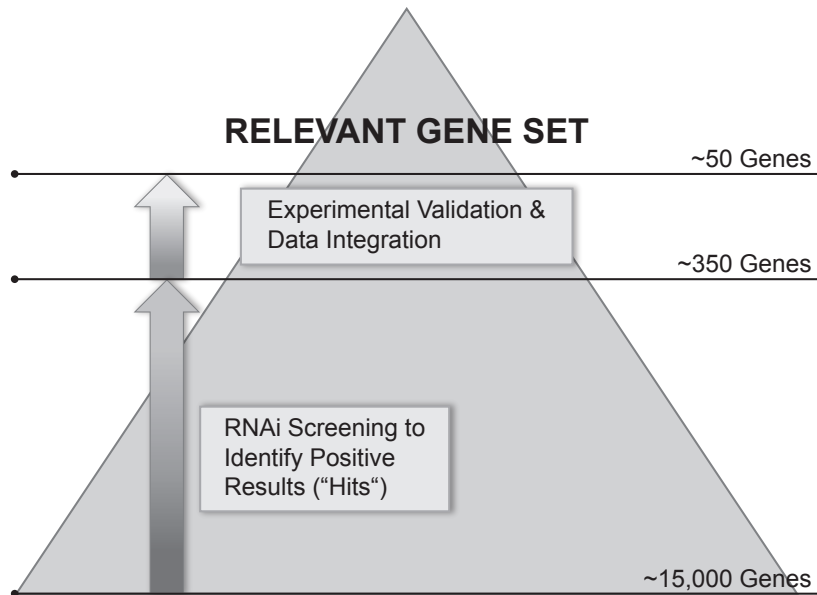 RELEVANT GENE SET
~50 Genes
Experimental Validation &
Data Integration
~350 Genes
RNAi Screening to
Identify Positive
Results (“Hits“)
~15,000 Genes